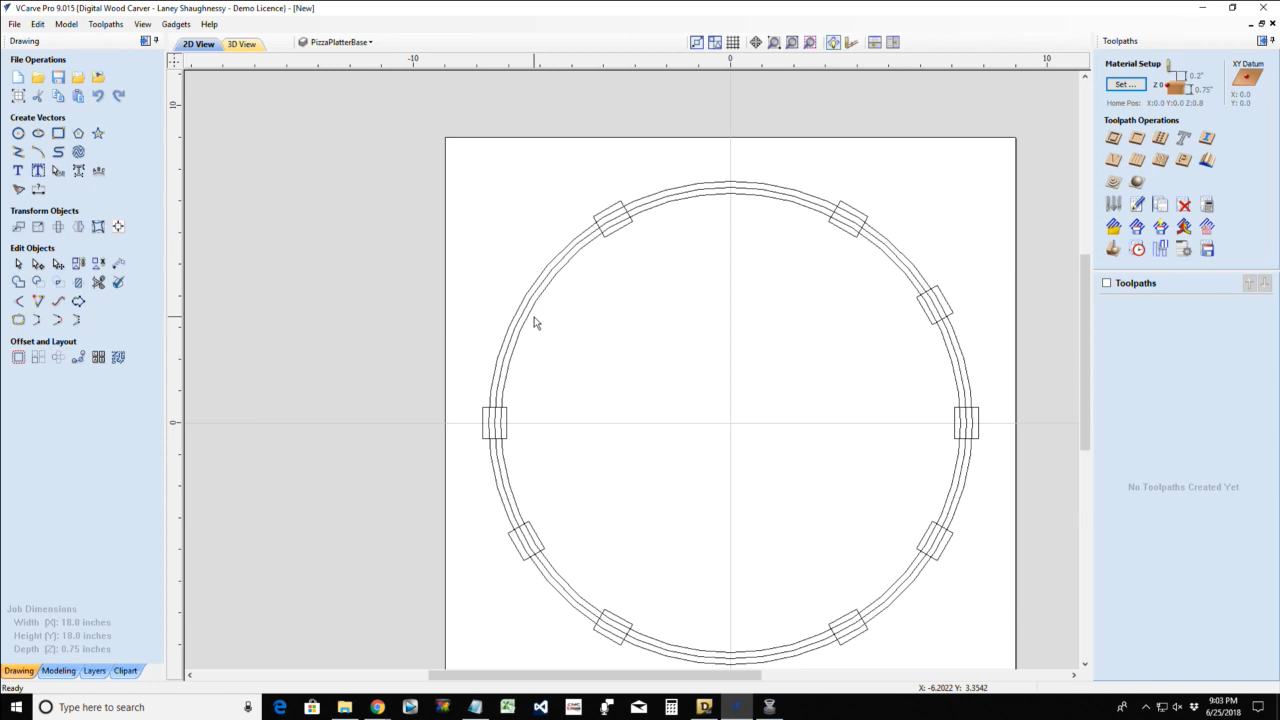 VCarve Pro 9.015 [Digital Wood Carver - Laney Shaughnessy - Demo Licence] - [New]
File Edit Model Toolpaths View Gadgets Help
Drawing
2D View 3D View PizzaPlatterBase
Toolpaths
File Operations
Create Vectors
Transform Objects
Edit Objects
Offset and Layout
Job Dimensions
Width (X): 18.0 inches
Height (Y): 18.0 inches
Depth (Z): 0.75 inches
Drawing Modeling Layers Clipart
Ready
-10 0 10
10
0
Material Setup
Set ...
Z 0
0.2"
0.75"
XY Datum
X: 0.0
Y: 0.0
Home Pos: X:0.0 Y:0.0 Z:0.8
Toolpath Operations
Toolpaths
No Toolpaths Created Yet
X: -6.2022 Y: 3.3542
Type here to search
9:03 PM
6/25/2018